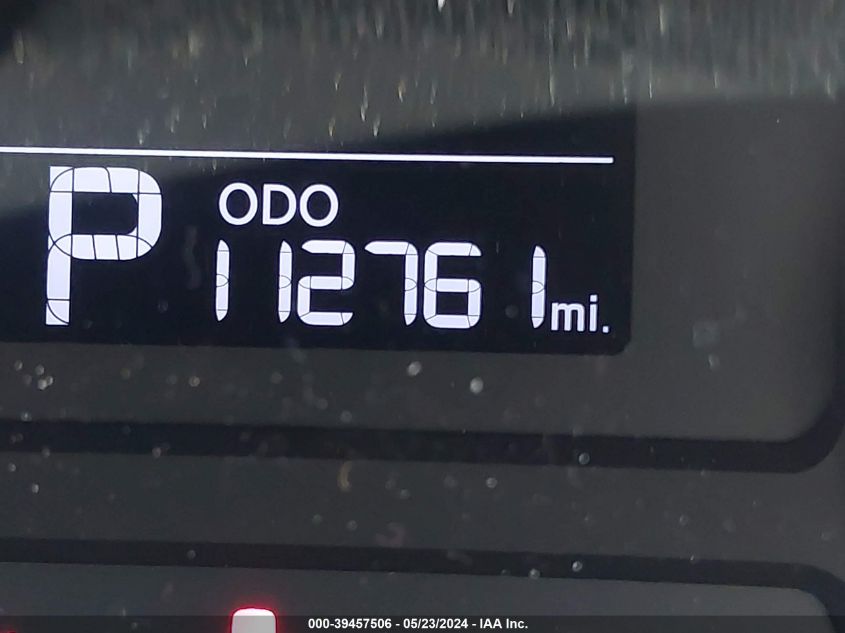 P
ODO
112761 mi.
000-39457506 - 05/23/2024 - IAA Inc.